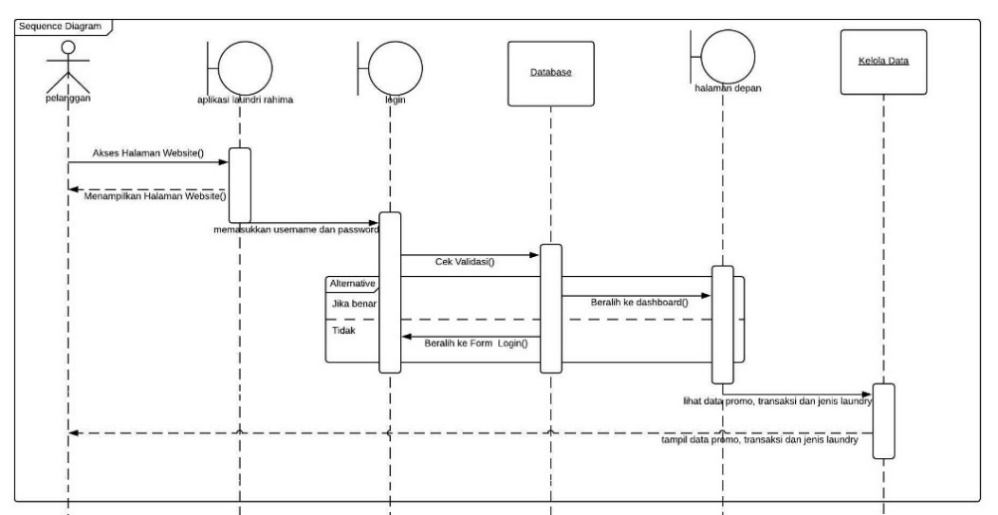 Sequence Diagram
pelanggan
aplikasi laundri rahima
login
Database
halaman depan
Kelola Data
Akses Halaman Website()
Menampilkan Halaman Website()
memasukkan username dan password
Cek Validasi()
Alternative
Jika benar
Beralih ke dashboard()
Tidak
Beralih ke Form Login()
lihat data promo, transaksi dan jenis laundry
tampil data promo, transaksi dan jenis laundry